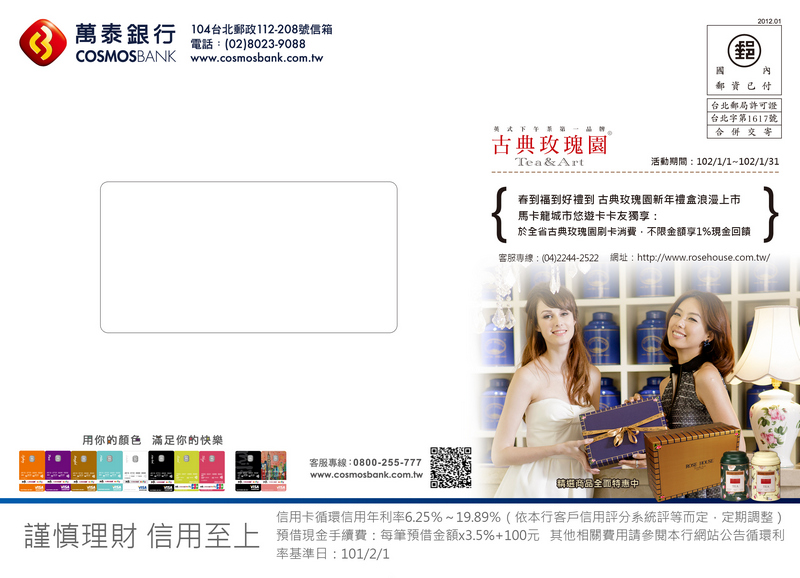 萬泰銀行
COSMOSBANK
104台北郵政112-208號信箱
電話：(02)8023-9088
www.cosmosbank.com.tw
2012.01
郵
國 內
郵資已付
台北郵局許可證
台北字第1617號
合併交寄
英式下午茶第一品牌
古典玫瑰園®
Tea&Art
活動期間：102/1/1~102/1/31
春到福到好禮到 古典玫瑰園新年禮盒浪漫上市
馬卡龍城市悠遊卡卡友獨享：
於全省古典玫瑰園刷卡消費，不限金額享1%現金回饋
客服專線：(04)2244-2522 網址：http://www.rosehouse.com.tw/
ROSE HOUSE
精選商品全面特惠中
用你的顏色 滿足你的快樂
VISA
客服專線：0800-255-777
www.cosmosbank.com.tw
謹慎理財 信用至上
信用卡循環信用年利率6.25%～19.89%（依本行客戶信用評分系統評等而定，定期調整）
預借現金手續費：每筆預借金額x3.5%+100元 其他相關費用請參閱本行網站公告循環利
率基準日：101/2/1